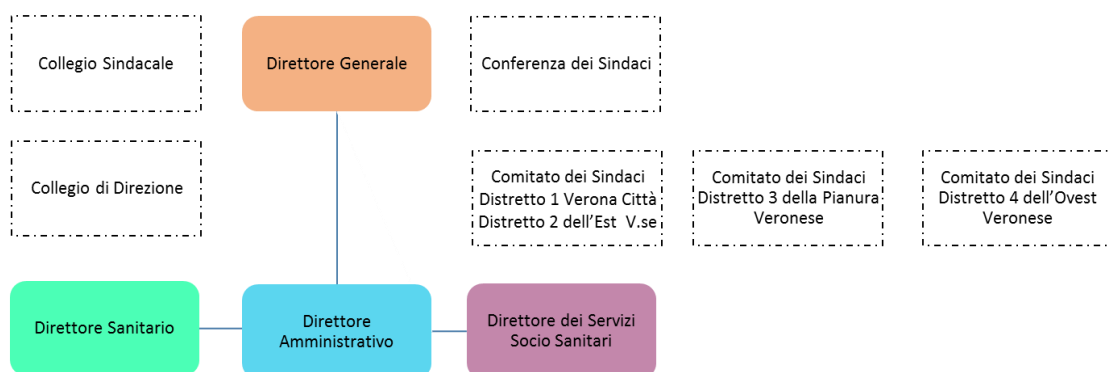 Collegio Sindacale
Direttore Generale
Conferenza dei Sindaci
Collegio di Direzione
Comitato dei Sindaci
Distretto 1 Verona Città
Distretto 2 dell'Est V.se
Comitato dei Sindaci
Distretto 3 della Pianura
Veronese
Comitato dei Sindaci
Distretto 4 dell'Ovest
Veronese
Direttore Sanitario
Direttore
Amministrativo
Direttore dei Servizi
Socio Sanitari